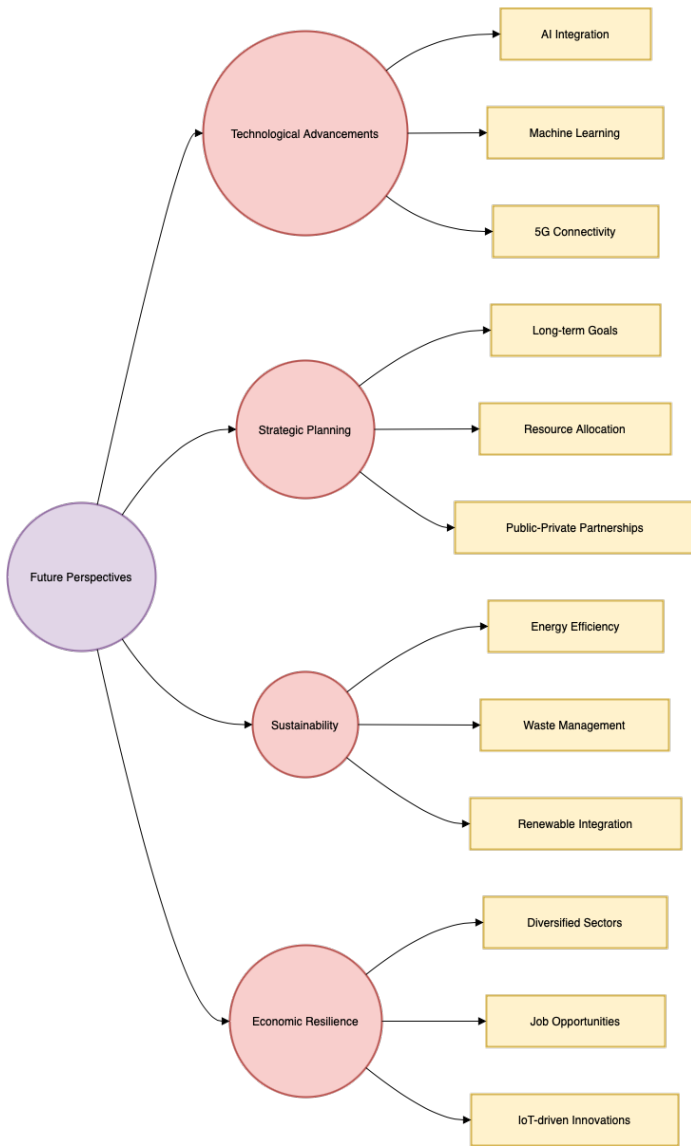 AI Integration
Technological Advancements
Machine Learning
5G Connectivity
Long-term Goals
Strategic Planning
Resource Allocation
Public-Private Partnerships
Future Perspectives
Energy Efficiency
Sustainability
Waste Management
Renewable Integration
Diversified Sectors
Economic Resilience
Job Opportunities
IoT-driven Innovations